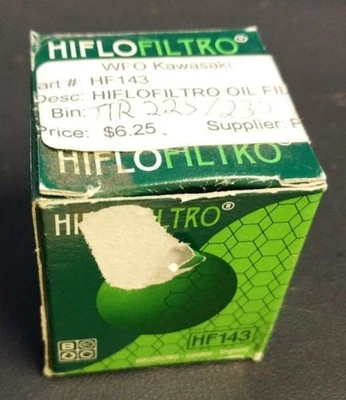 HIFLOFILTRO®
WFO Kawasaki
art #: HF143
Desc: HIFLOFILTRO OIL FIL
Bin: TTR 225/230
Price: $6.25 Supplier: F
HIFLOFILTRO®
HIFLOFILTRO®
HF143